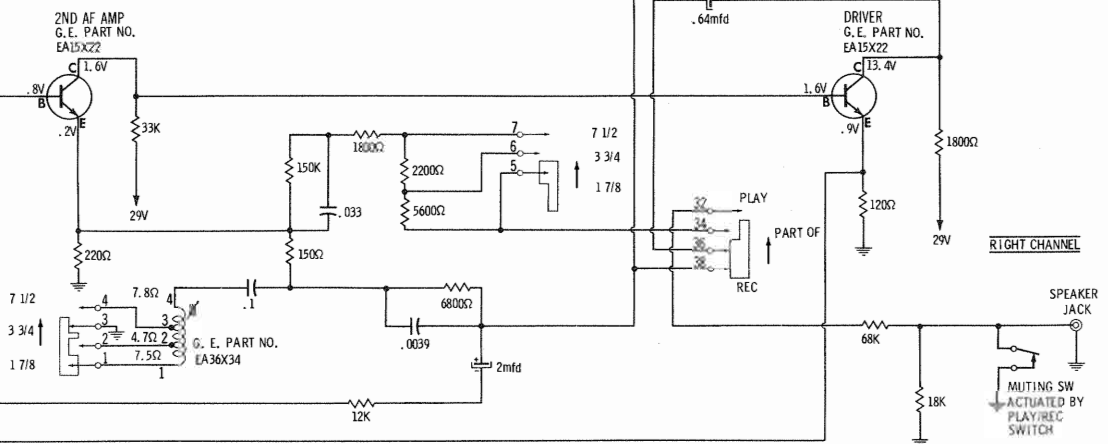 2ND AF AMP
G.E. PART NO.
EA15X22
C
1.6V
.8V
B
E
.2V
33K
29V
220Ω
150K
.033
1800Ω
2200Ω
5600Ω
150Ω
7
6
5
7 1/2
3 3/4
1 7/8
.64mfd
DRIVER
G.E. PART NO.
EA15X22
C
13.4V
1.6V
B
E
.9V
1800Ω
120Ω
29V
RIGHT CHANNEL
32
34
36
38
PLAY
PART OF
REC
7 1/2
3 3/4
1 7/8
4
3
2
1
7.8Ω
4.7Ω
7.5Ω
4
3
2
1
G.E. PART NO.
EA36X34
.1
6800Ω
.0039
+
2mfd
12K
68K
18K
SPEAKER
JACK
MUTING SW
ACTUATED BY
PLAY/REC
SWITCH